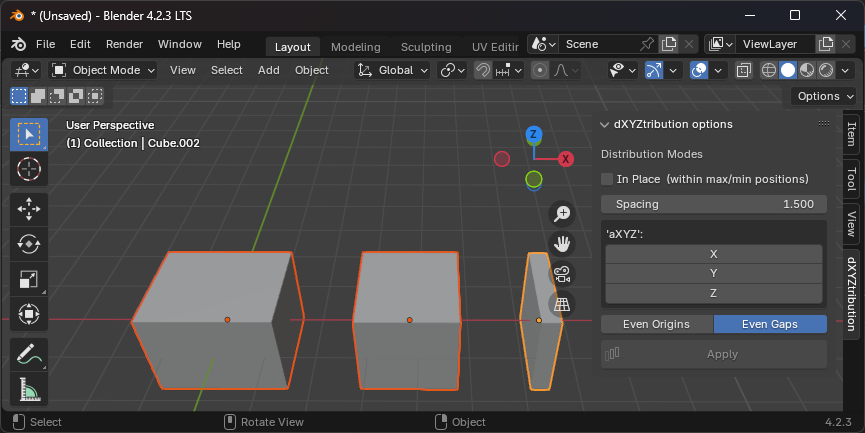 * (Unsaved) - Blender 4.2.3 LTS
File Edit Render Window Help Layout Modeling Sculpting UV Editir Scene ViewLayer
Object Mode View Select Add Object Global
Options
User Perspective
(1) Collection | Cube.002
Z
X
dXYZtribution options
Distribution Modes
In Place (within max/min positions)
Spacing 1.500
'aXYZ':
X
Y
Z
Even Origins Even Gaps
Apply
Item
Tool
View
dXYZtribution
Select Rotate View Object 4.2.3